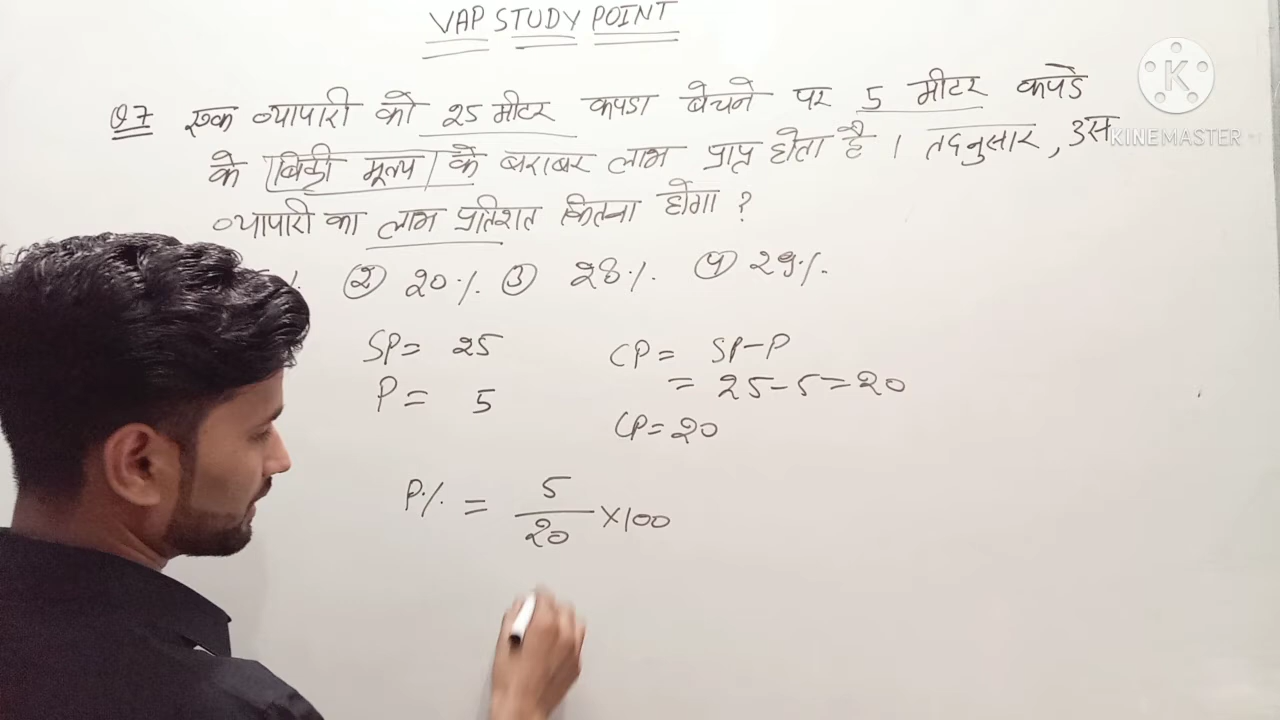 VAP STUDY POINT
Q7 एक व्यापारी को 25 मीटर कपडा बेचने पर 5 मीटर कपडे
के बिक्री मूल्य के बराबर लाभ प्राप्त होता है । तदनुसार, उस
KINEMASTER
व्यापारी का लाभ प्रतिशत कितना होगा ?
% (2) 20% (3) 28% (4) 29%
SP = 25 CP = SP-P
= 25-5=20
P = 5
CP=20
P% = 5/20 ×100